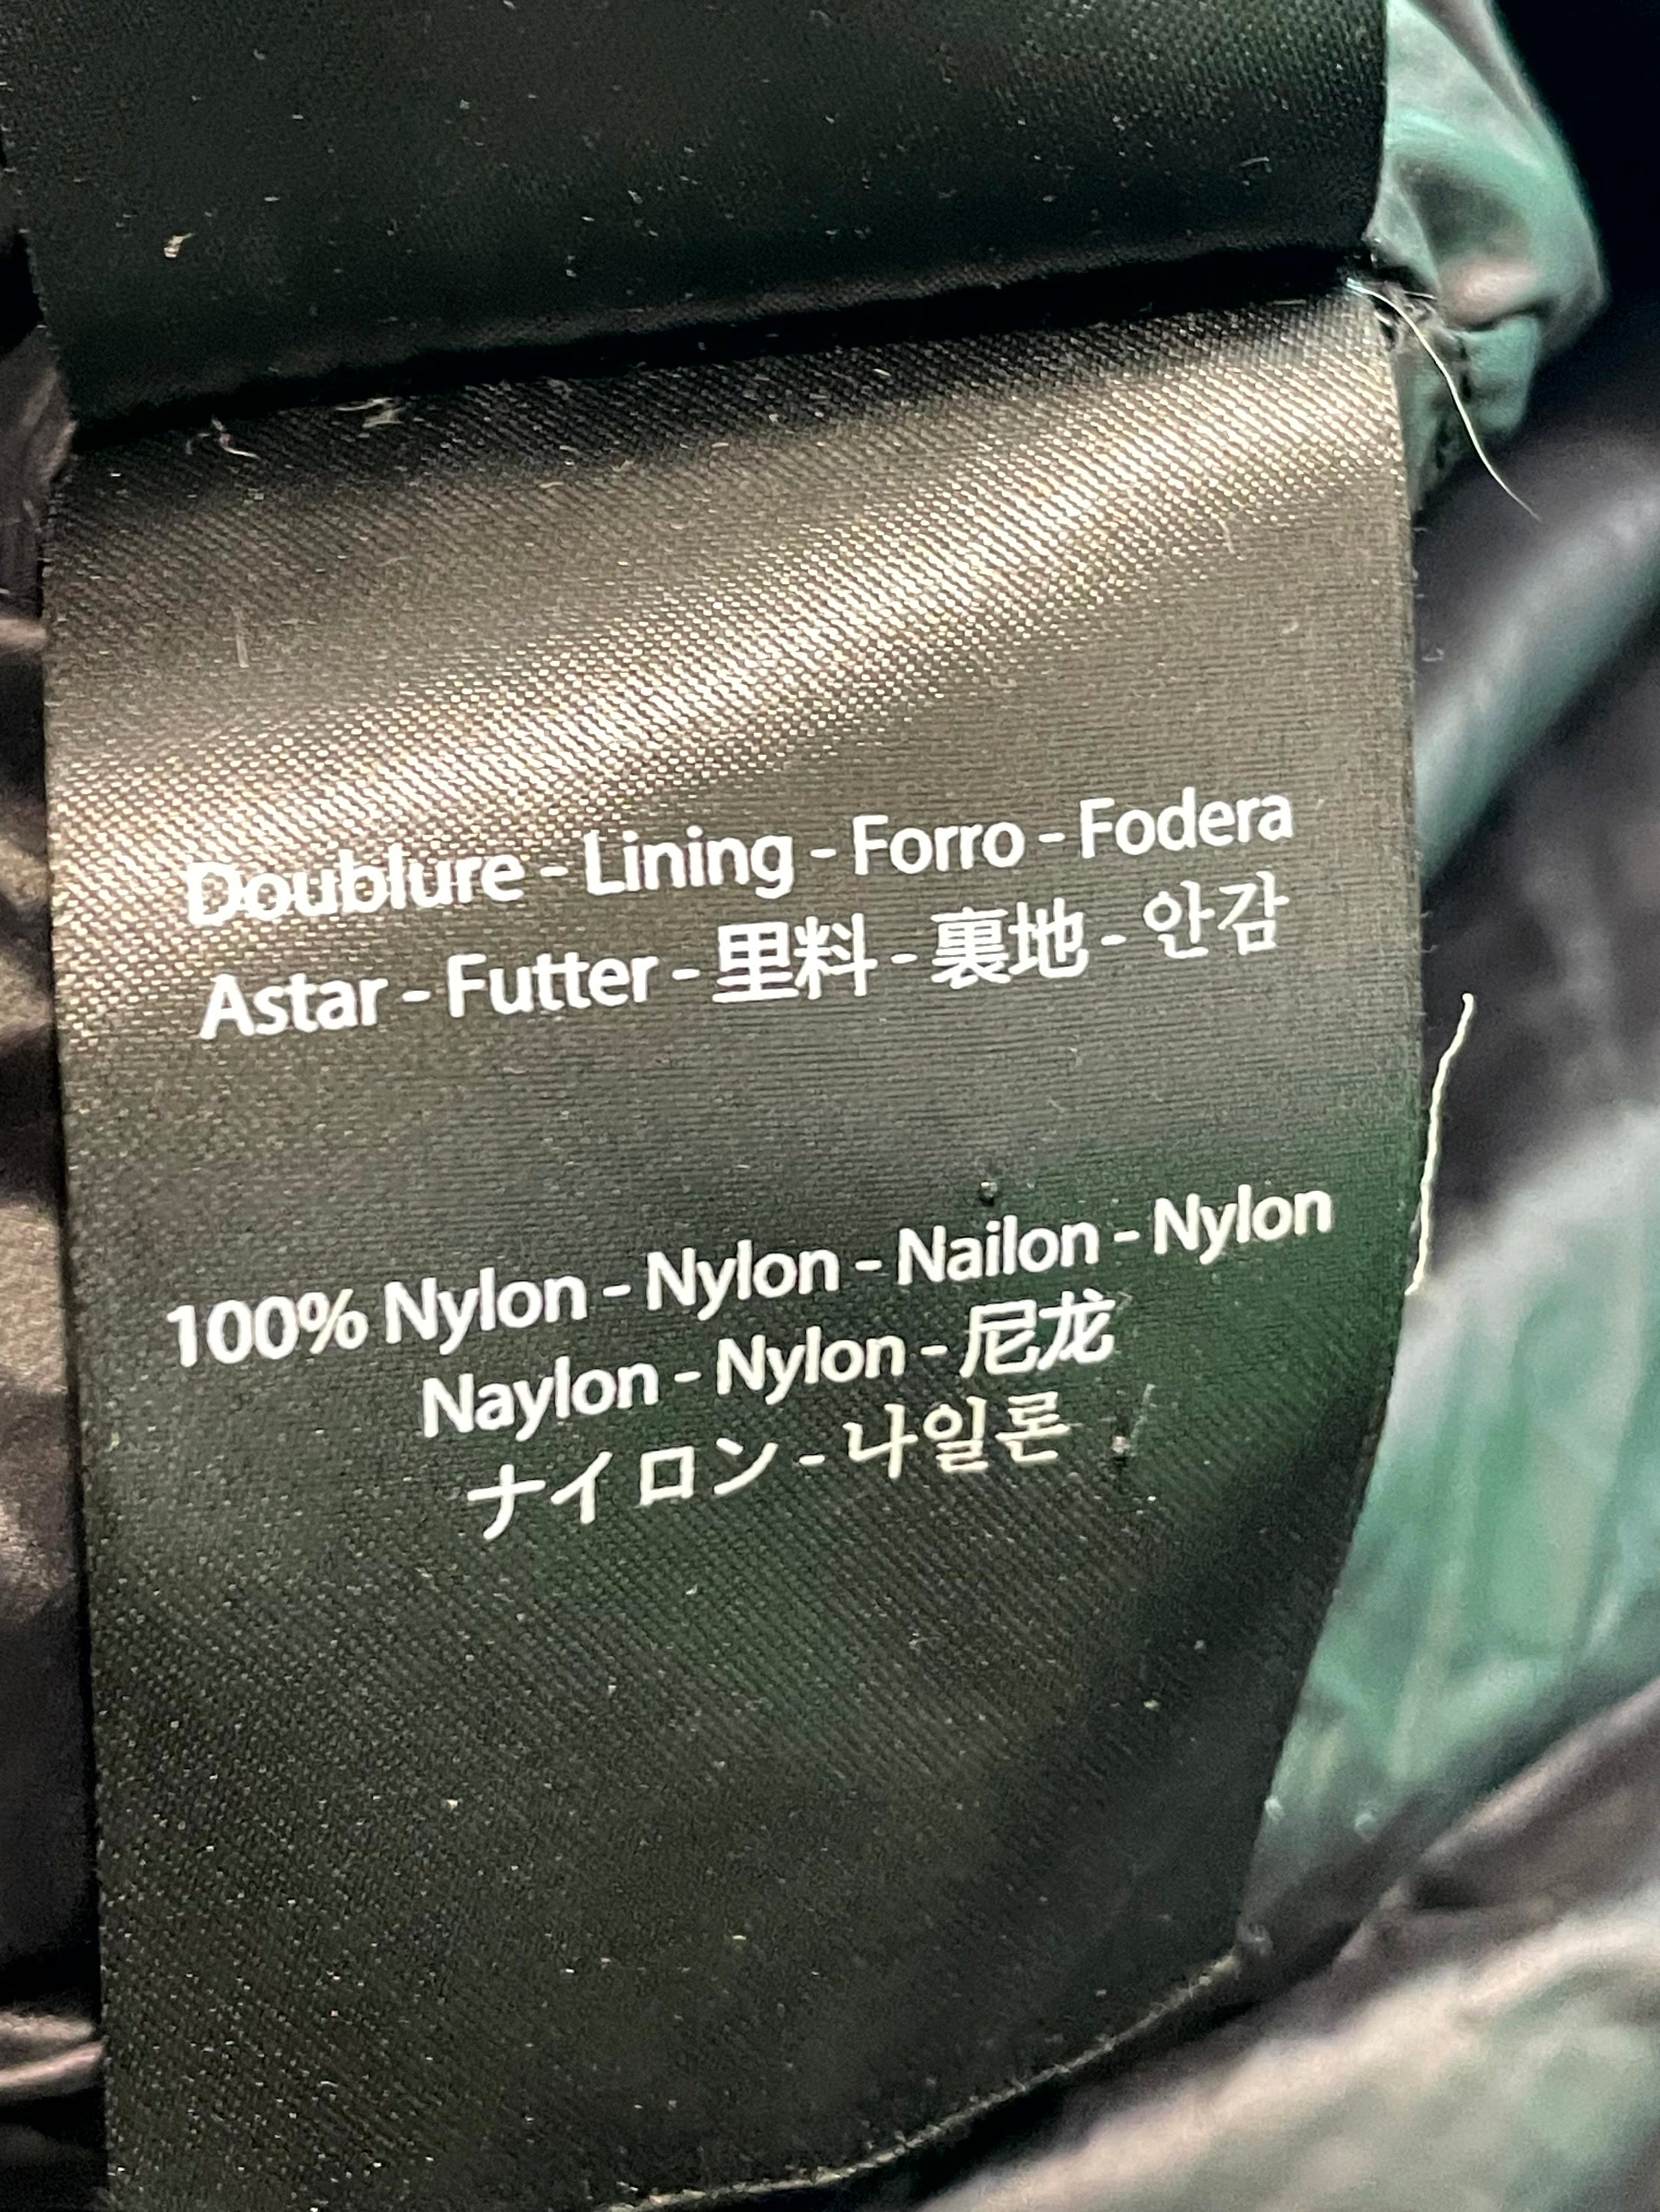 Doublure - Lining - Forro - Fodera
Astar - Futter - 里料 - 裏地 - 안감
100% Nylon - Nylon - Nailon - Nylon
Naylon - Nylon - 尼龙
ナイロン - 나일론